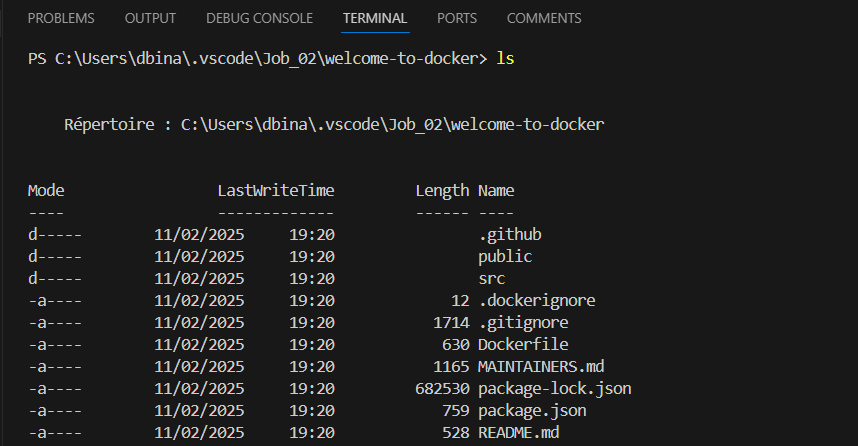 PROBLEMS OUTPUT DEBUG CONSOLE TERMINAL PORTS COMMENTS
PS C:\Users\dbina\.vscode\Job_02\welcome-to-docker> ls
Répertoire : C:\Users\dbina\.vscode\Job_02\welcome-to-docker
Mode LastWriteTime Length Name
---- ------------- ------ ----
d----- 11/02/2025 19:20 .github
d----- 11/02/2025 19:20 public
d----- 11/02/2025 19:20 src
-a---- 11/02/2025 19:20 12 .dockerignore
-a---- 11/02/2025 19:20 1714 .gitignore
-a---- 11/02/2025 19:20 630 Dockerfile
-a---- 11/02/2025 19:20 1165 MAINTAINERS.md
-a---- 11/02/2025 19:20 682530 package-lock.json
-a---- 11/02/2025 19:20 759 package.json
-a---- 11/02/2025 19:20 528 README.md